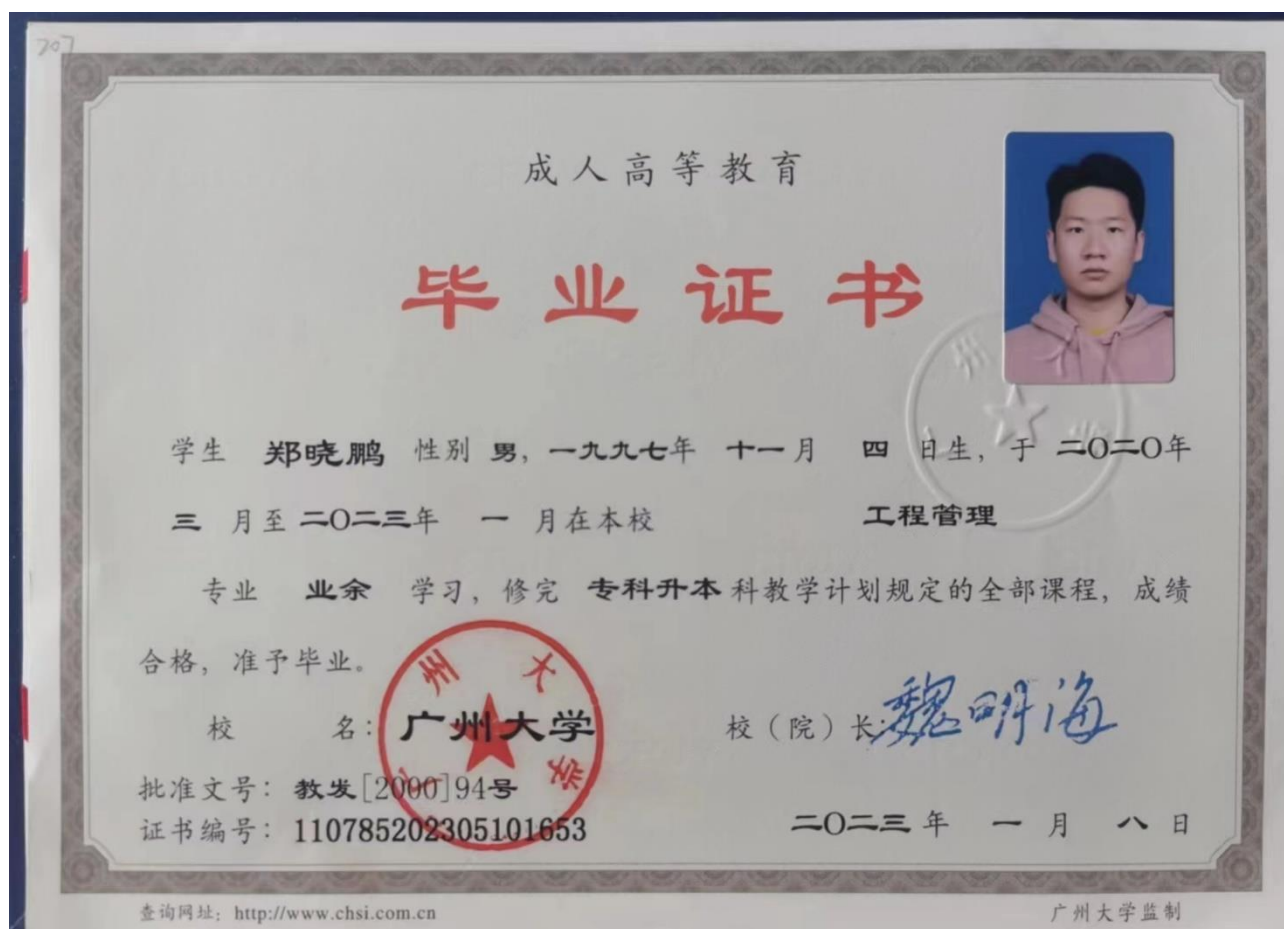 707
成人高等教育
毕业证书
学生 郑晓鹏 性别 男，一九九七年 十一月 四 日生，于 二〇二〇年
三 月至 二〇二三年 一 月在本校 工程管理
专业 业余 学习，修完 专科升本 科教学计划规定的全部课程，成绩
合格，准予毕业。
广州大学
校 名：广州大学 校（院）长：魏明海
批准文号：教发[2000]94号
证书编号：110785202305101653 二〇二三 年 一 月 八 日
查询网址：http://www.chsi.com.cn 广州大学监制